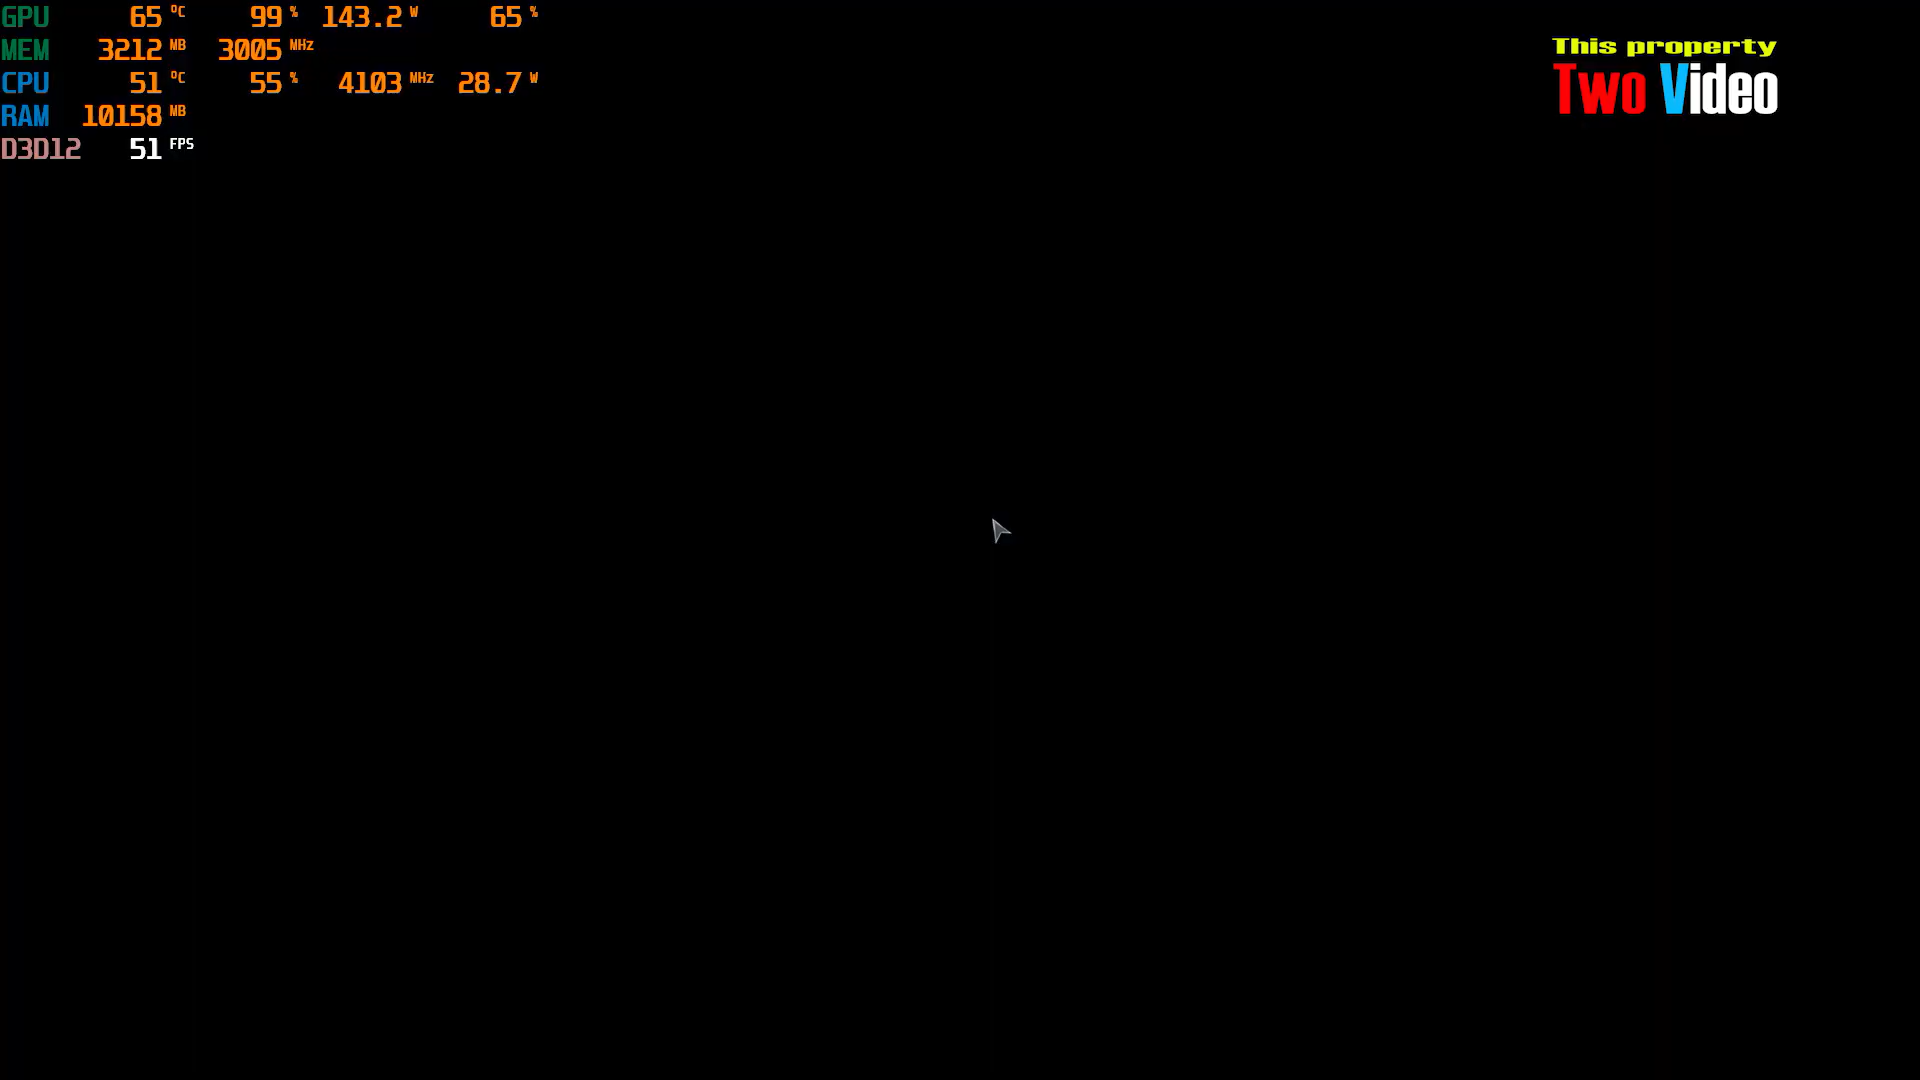 GPU 65 °C 99 % 143.2 W 65 %
MEM 3212 MB 3005 MHz
CPU 51 °C 55 % 4103 MHz 28.7 W
RAM 10158 MB
D3D12 51 FPS
This property
Two Video